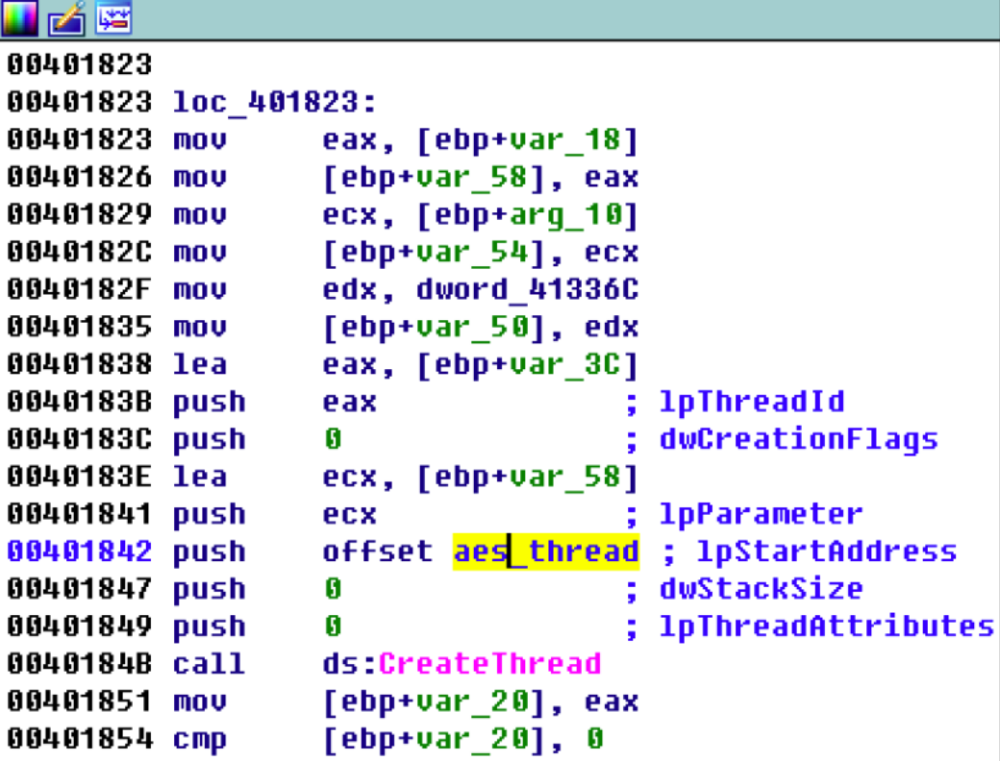 00401823
00401823 loc_401823:
00401823 mov eax, [ebp+var_18]
00401826 mov [ebp+var_58], eax
00401829 mov ecx, [ebp+arg_10]
0040182C mov [ebp+var_54], ecx
0040182F mov edx, dword_41336C
00401835 mov [ebp+var_50], edx
00401838 lea eax, [ebp+var_3C]
0040183B push eax ; lpThreadId
0040183C push 0 ; dwCreationFlags
0040183E lea ecx, [ebp+var_58]
00401841 push ecx ; lpParameter
00401842 push offset aes_thread ; lpStartAddress
00401847 push 0 ; dwStackSize
00401849 push 0 ; lpThreadAttributes
0040184B call ds:CreateThread
00401851 mov [ebp+var_20], eax
00401854 cmp [ebp+var_20], 0